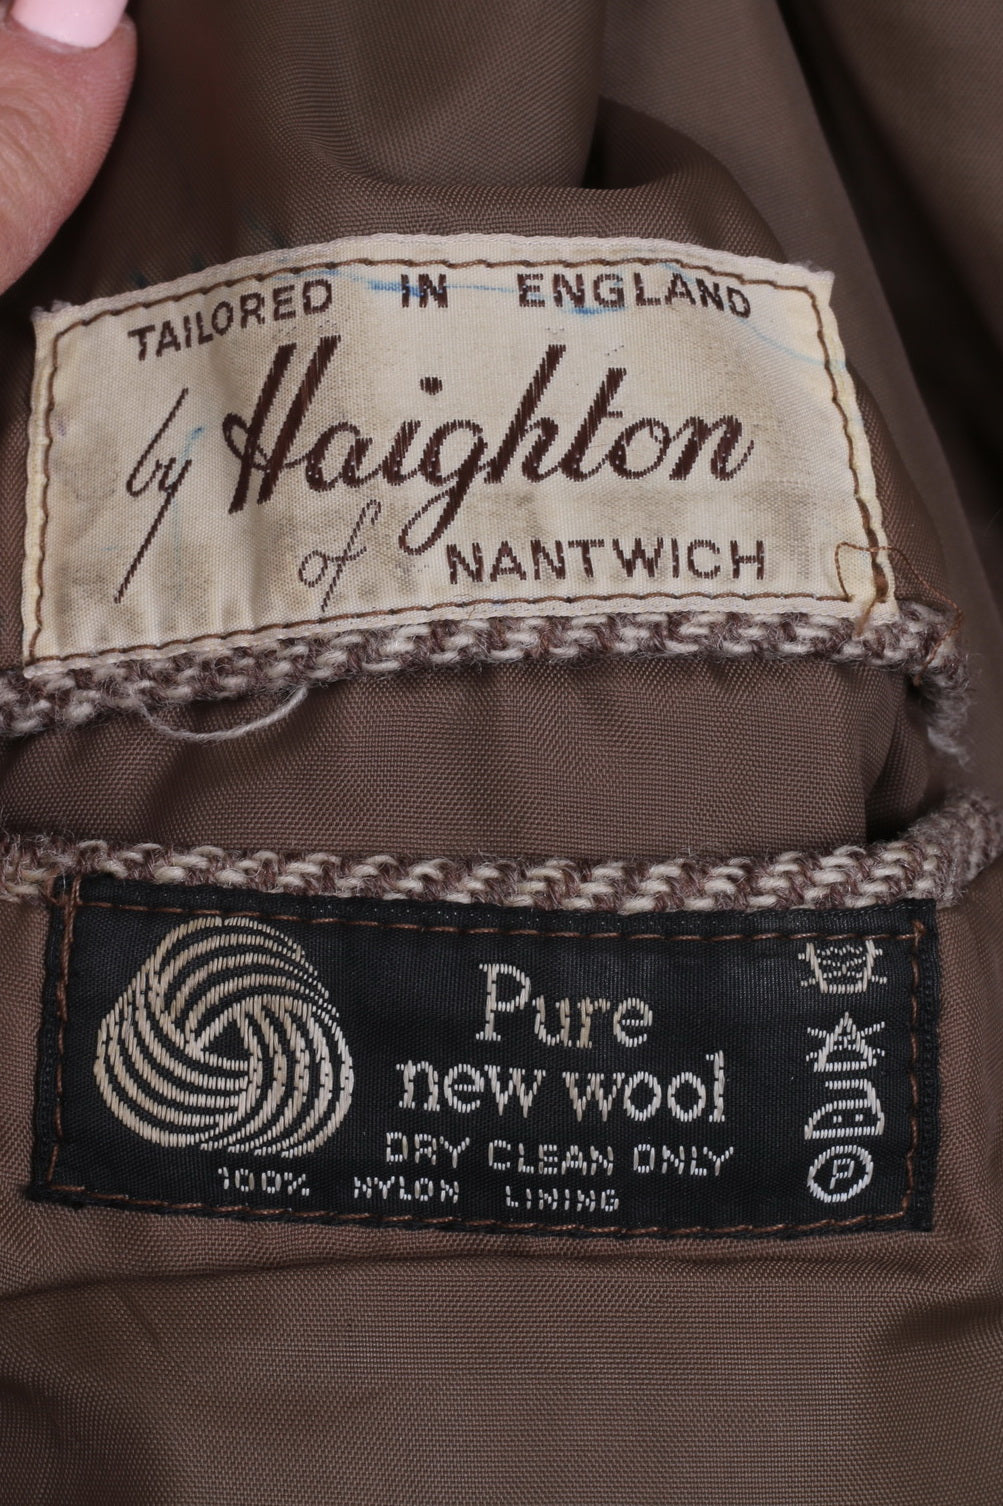 TAILORED IN ENGLAND
by Haighton
of NANTWICH
Pure
new wool
DRY CLEAN ONLY
100% NYLON LINING
P